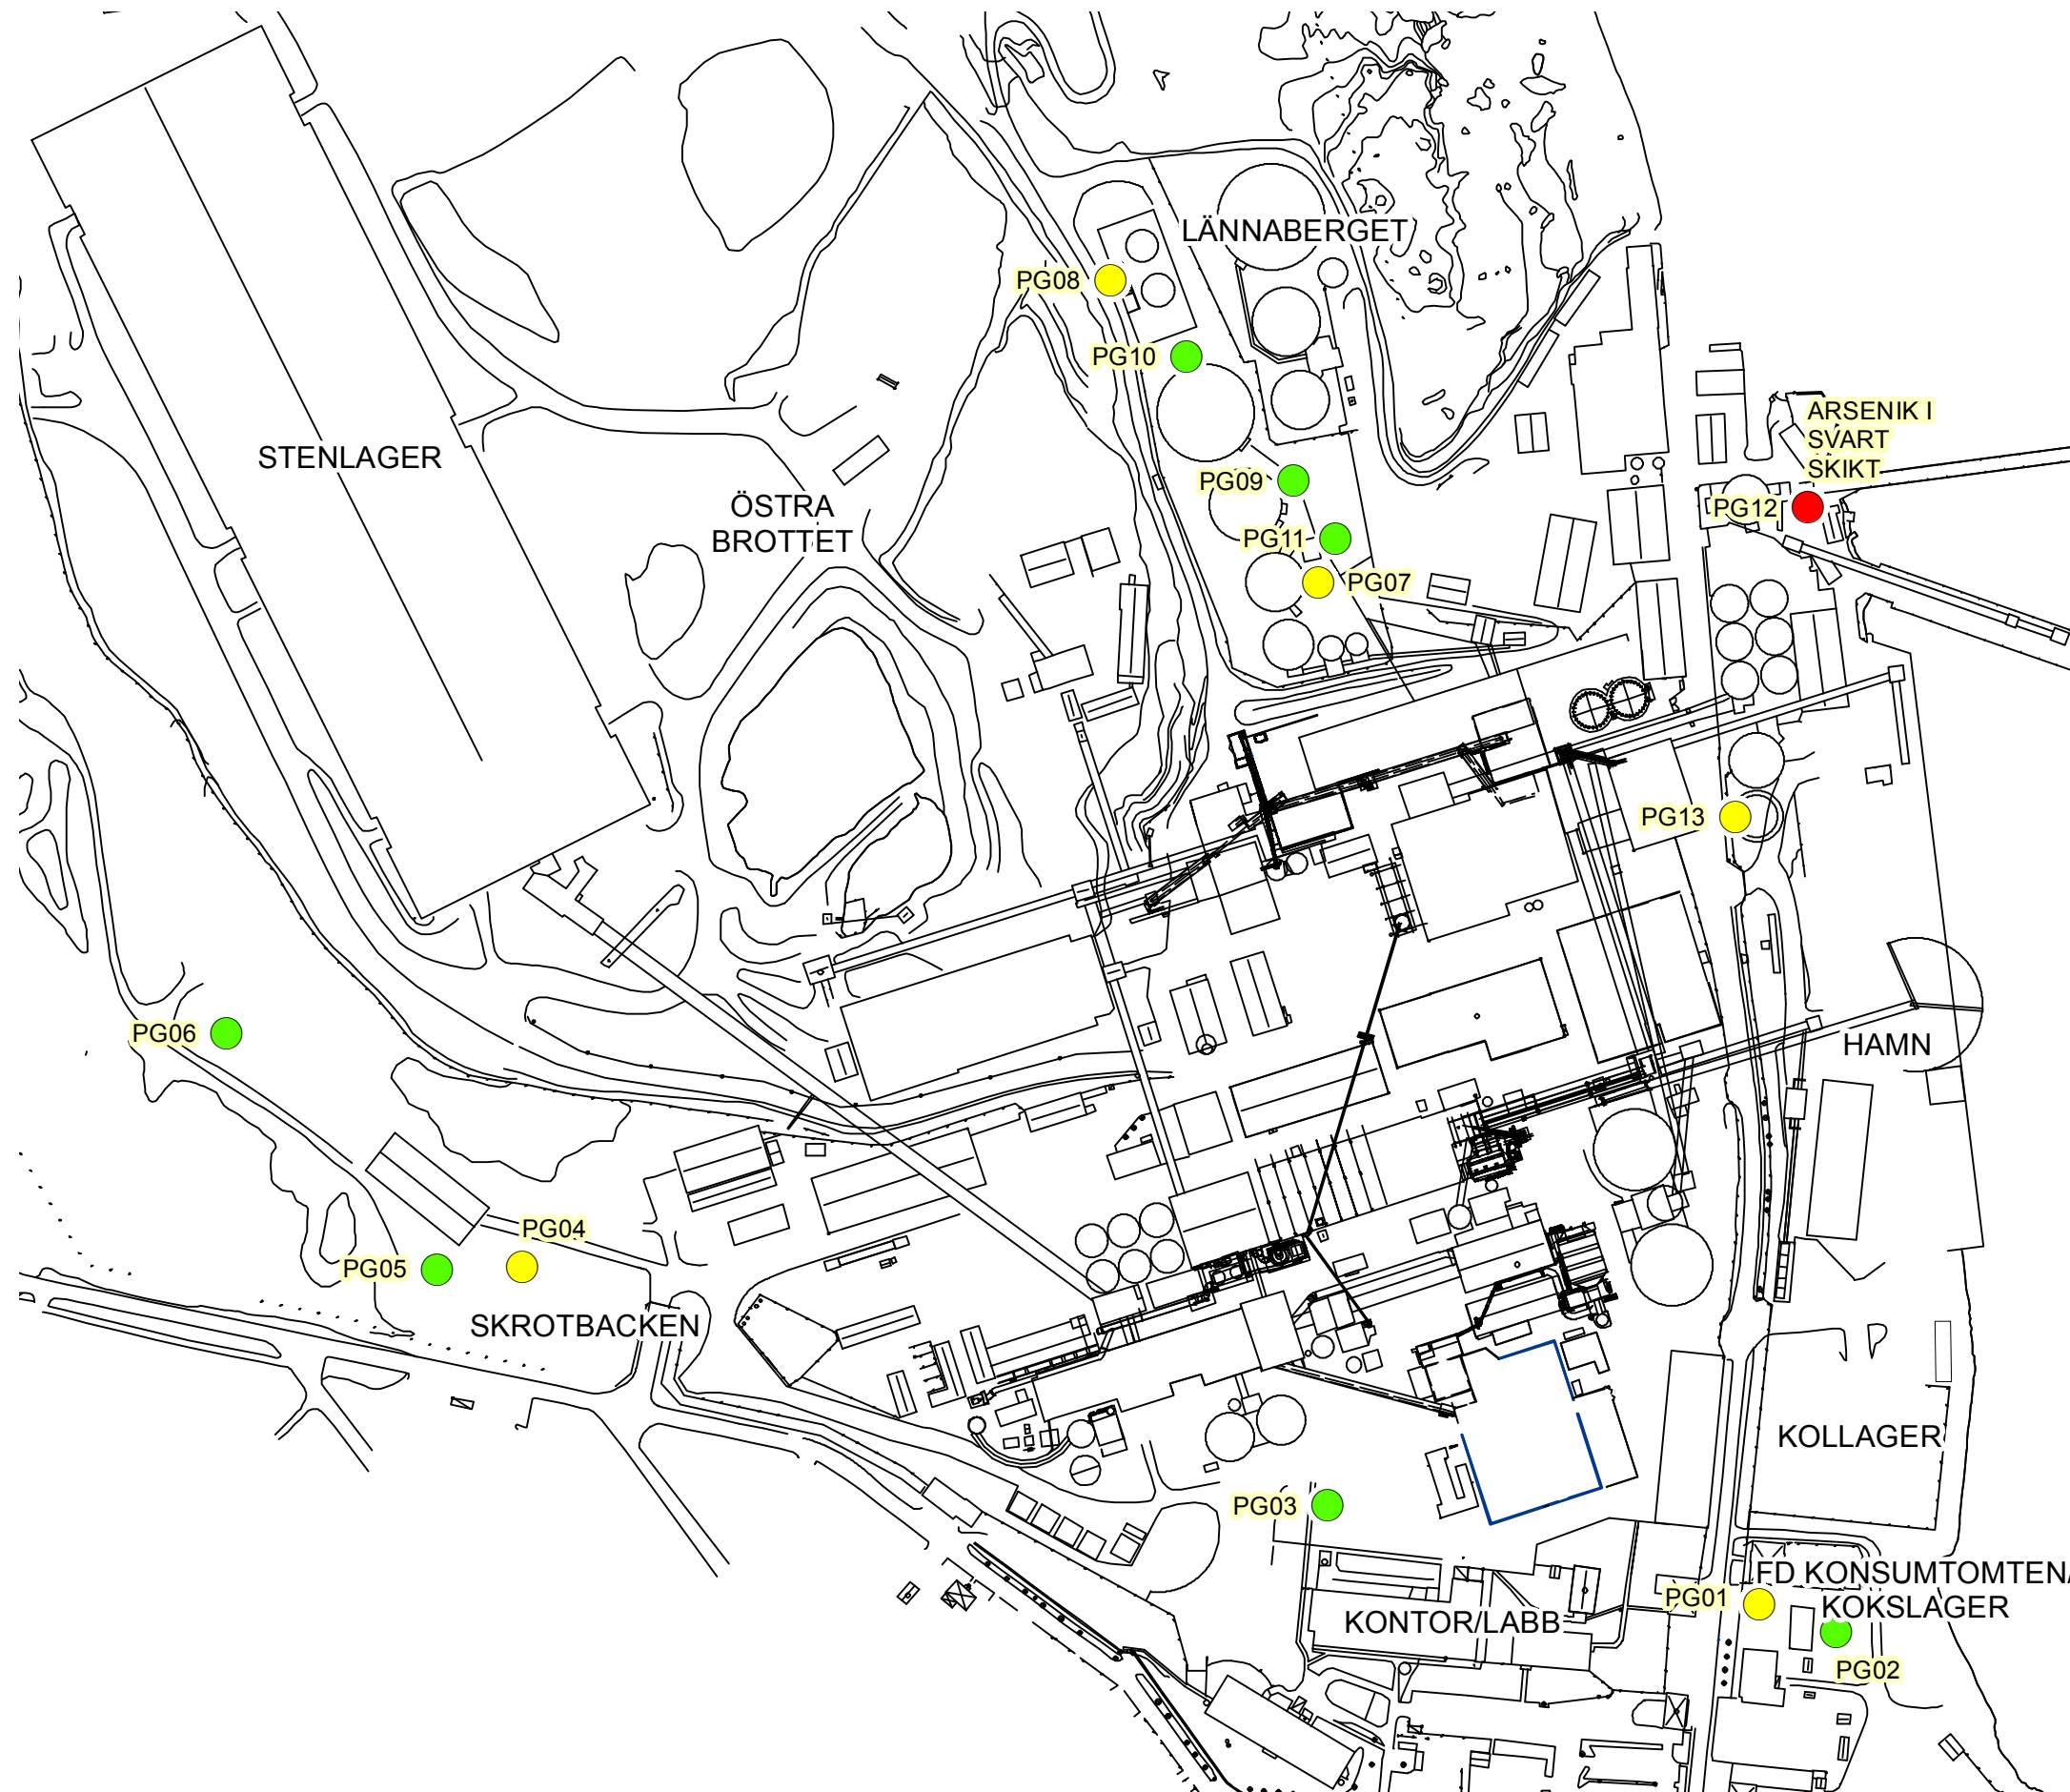 LÄNNABERGET
PG08
PG10
ARSENIK I
SVART
SKIKT
STENLAGER
PG09
ÖSTRA
BROTTET
PG12
PG11
PG07
PG13
PG06
HAMN
PG04
PG05
SKROTBACKEN
KOLLAGER
PG03
FD KONSUMTOMTEN/
KOKSLAGER
PG01
KONTOR/LABB
PG02